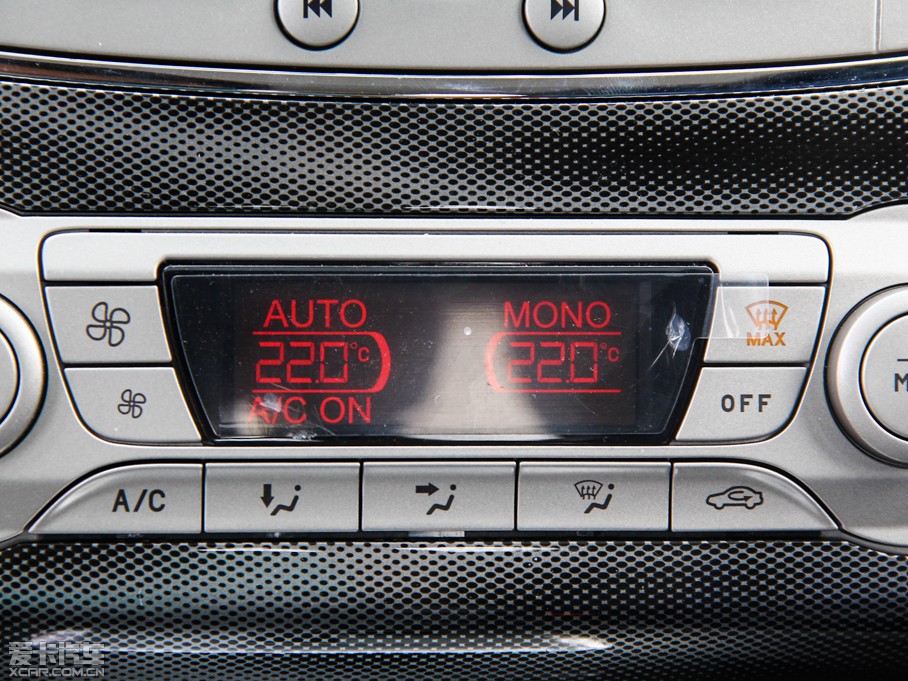 AUTO
MONO
22.0°C
22.0°C
A/C ON
MAX
OFF
M
A/C
爱卡汽车
XCAR.COM.CN